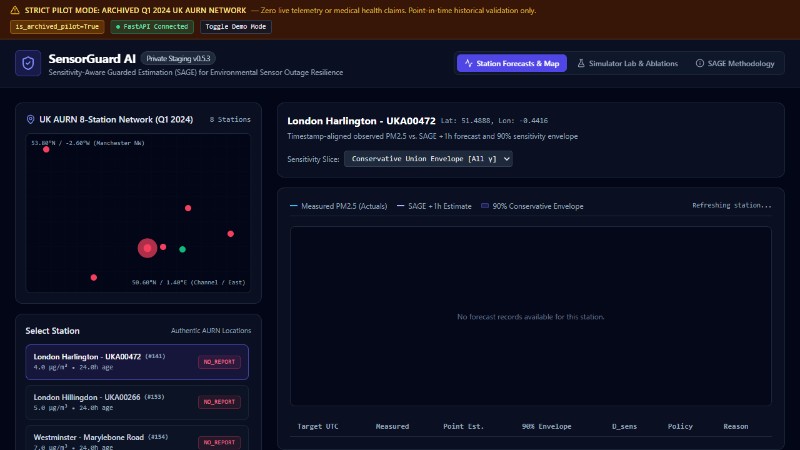 STRICT PILOT MODE: ARCHIVED Q1 2024 UK AURN NETWORK — Zero live telemetry or medical health claims. Point-in-time historical validation only.
is_archived_pilot=True
● FastAPI Connected
Toggle Demo Mode
SensorGuard AI
Private Staging v0.5.3
Sensitivity-Aware Guarded Estimation (SAGE) for Environmental Sensor Outage Resilience
Station Forecasts & Map
Simulator Lab & Ablations
SAGE Methodology
UK AURN 8-Station Network (Q1 2024)
8 Stations
53.80°N / -2.60°W (Manchester NW)
50.60°N / 1.40°E (Channel / East)
Select Station
Authentic AURN Locations
London Harlington - UKA00472 (#141)
4.0 µg/m³ • 24.0h age
NO_REPORT
London Hillingdon - UKA00266 (#153)
5.0 µg/m³ • 24.0h age
NO_REPORT
Westminster - Marylebone Road (#154)
7.0 µg/m³ • 24.0h age
NO_REPORT
London Harlington - UKA00472 Lat: 51.4888, Lon: -0.4416
Timestamp-aligned observed PM2.5 vs. SAGE +1h forecast and 90% sensitivity envelope
Sensitivity Slice:
Conservative Union Envelope [All γ]
Measured PM2.5 (Actuals)
SAGE +1h Estimate
90% Conservative Envelope
Refreshing station...
No forecast records available for this station.
Target UTC
Measured
Point Est.
90% Envelope
D_sens
Policy
Reason